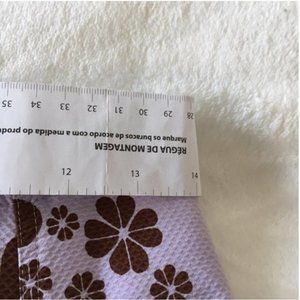 35 34 33 32 31 30 29 28
Marque os buracos de acordo com a medida do
RÉGUA DE MONTAGEM
12 13 14